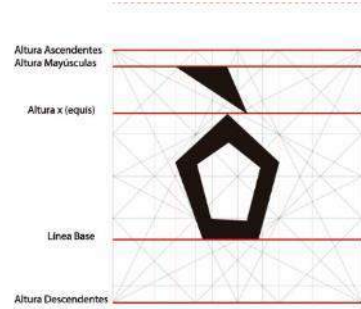 Altura Ascendentes
Altura Mayúsculas
Altura x (equis)
Línea Base
Altura Descendentes